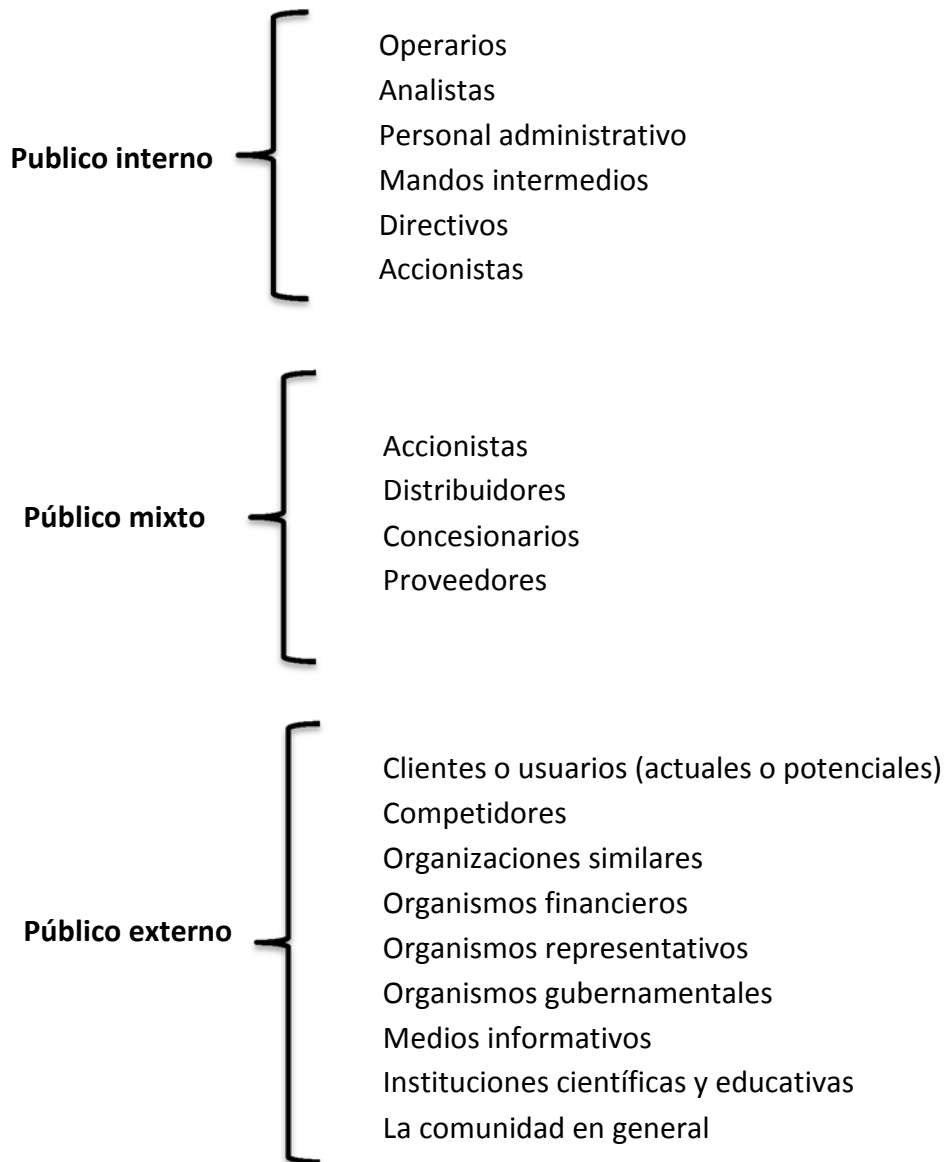 Publico interno
Operarios
Analistas
Personal administrativo
Mandos intermedios
Directivos
Accionistas
Público mixto
Accionistas
Distribuidores
Concesionarios
Proveedores
Público externo
Clientes o usuarios (actuales o potenciales)
Competidores
Organizaciones similares
Organismos financieros
Organismos representativos
Organismos gubernamentales
Medios informativos
Instituciones científicas y educativas
La comunidad en general